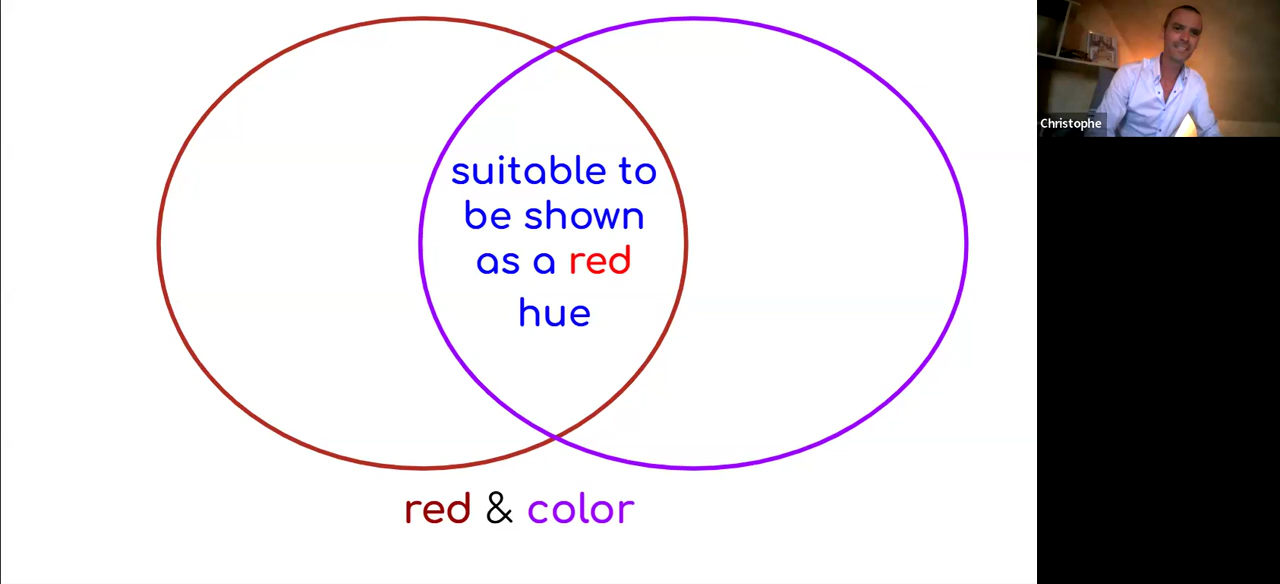 suitable to
be shown
as a red
hue
red & color
Christophe